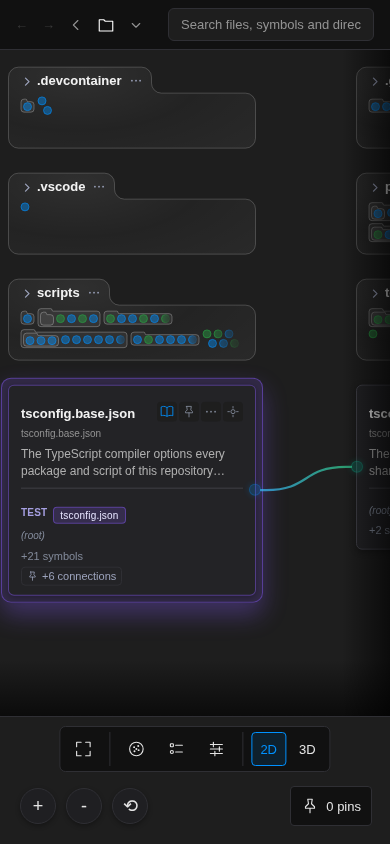 Search files, symbols and direc
.devcontainer
.vscode
scripts
tsconfig.base.json
tsconfig.base.json
The TypeScript compiler options every
package and script of this repository…
TEST tsconfig.json
(root)
+21 symbols
+6 connections
tsc
tscon
The
shar
(root)
+2 s
2D
3D
+
-
0 pins